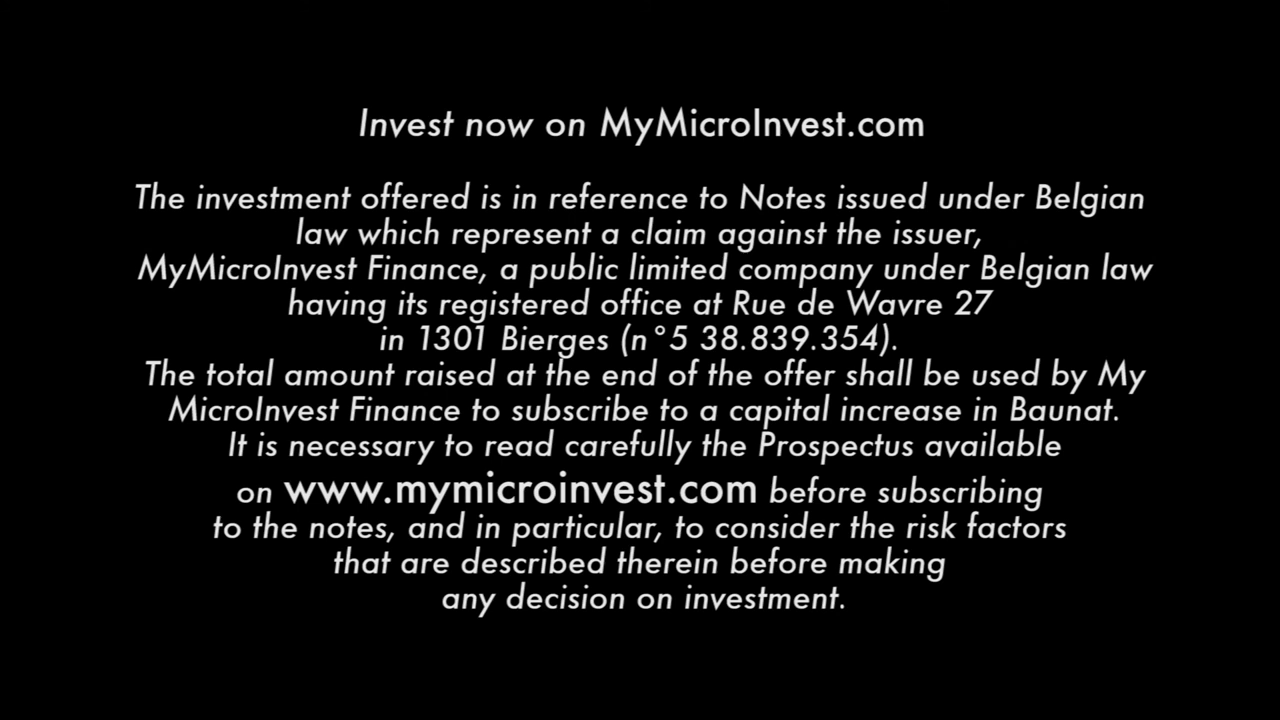 Invest now on MyMicroInvest.com
The investment offered is in reference to Notes issued under Belgian
law which represent a claim against the issuer,
MyMicroInvest Finance, a public limited company under Belgian law
having its registered office at Rue de Wavre 27
in 1301 Bierges (n°5 38.839.354).
The total amount raised at the end of the offer shall be used by My
MicroInvest Finance to subscribe to a capital increase in Baunat.
It is necessary to read carefully the Prospectus available
on www.mymicroinvest.com before subscribing
to the notes, and in particular, to consider the risk factors
that are described therein before making
any decision on investment.